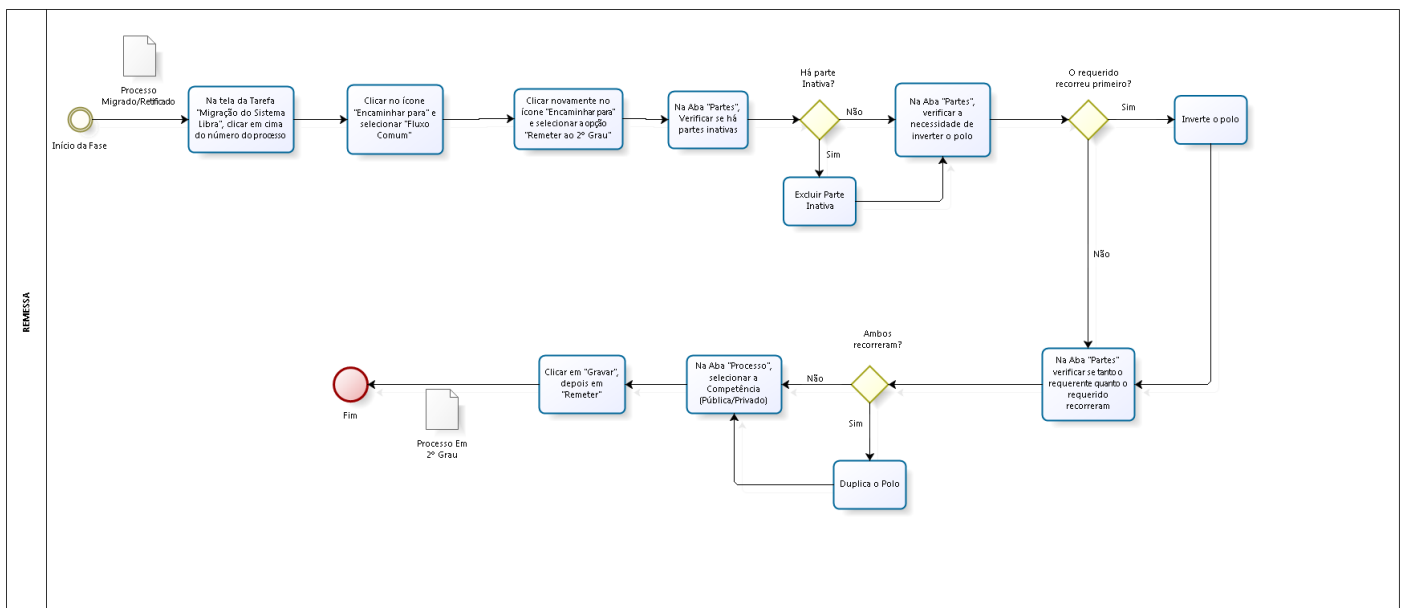 REMESSA
Processo
Migrado/Retificado
Início da Fase
Na tela da Tarefa
"Migração do Sistema
Libra", clicar em cima
do número do processo
Clicar no ícone
"Encaminhar para" e
selecionar "Fluxo
Comum"
Clicar novamente no
ícone "Encaminhar para"
e selecionar a opção
"Remeter ao 2º Grau"
Na Aba "Partes",
Verificar se há
partes inativas
Há parte
Inativa?
Não
Sim
Excluir Parte
Inativa
Na Aba "Partes",
verificar a
necessidade de
inverter o polo
O requerido
recorreu primeiro?
Sim
Inverte o polo
Não
Na Aba "Partes"
verificar se tanto o
requerente quanto o
requerido
recorreram
Ambos
recorreram?
Não
Sim
Duplica o Polo
Na Aba "Processo",
selecionar a
Competência
(Pública/Privado)
Clicar em "Gravar",
depois em
"Remeter"
Processo Em
2º Grau
Fim